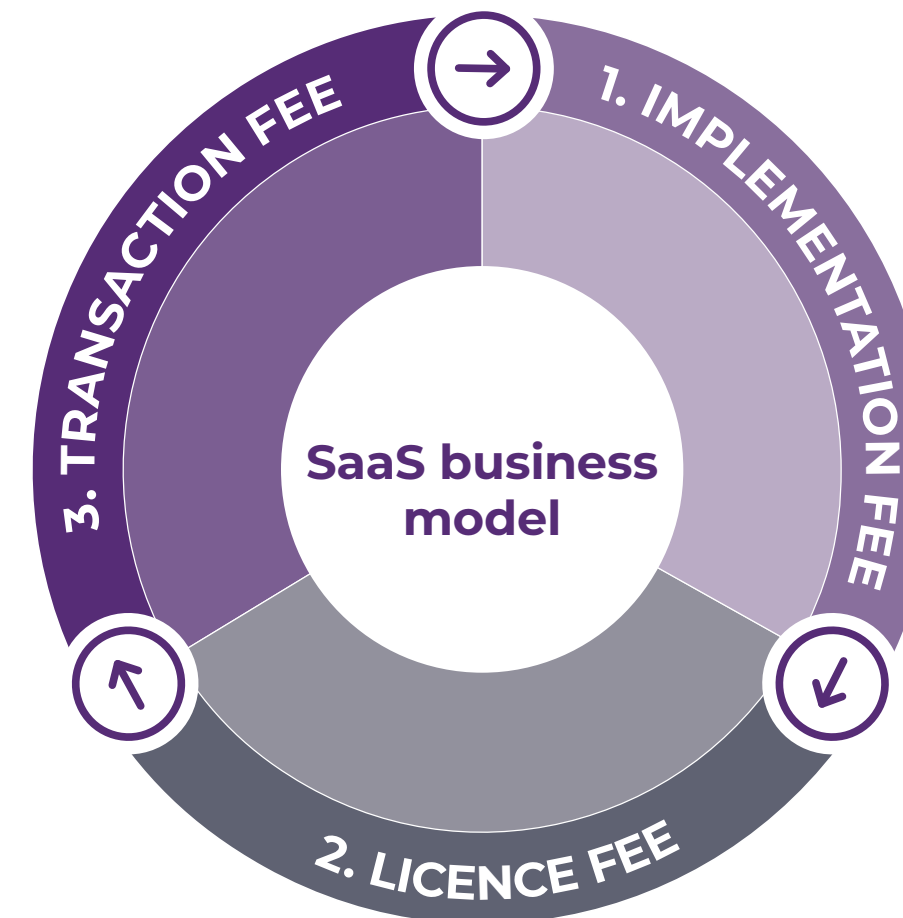 1. IMPLEMENTATION FEE
2. LICENCE FEE
3. TRANSACTION FEE
SaaS business
model